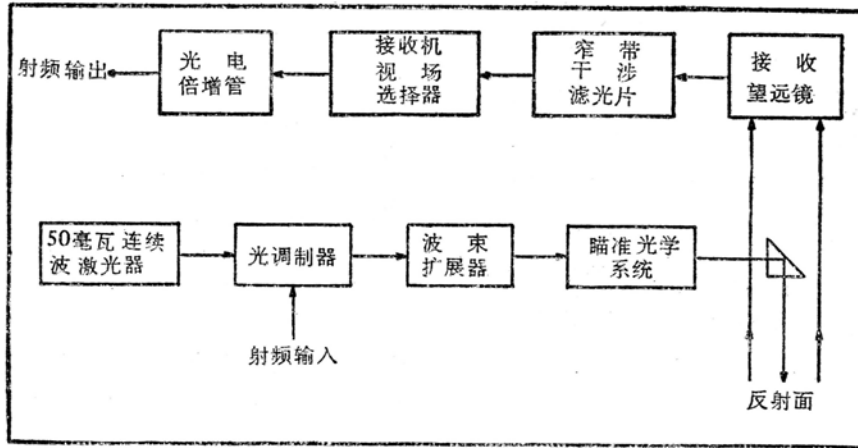 射频输出
光电
倍增管
接收机
视场
选择器
窄带
干涉
滤光片
接收
望远镜
50毫瓦连续
波激光器
光调制器
波束
扩展器
瞄准光学
系统
射频输入
反射面